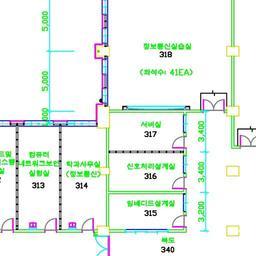 5,000
5,000
정보통신실습실
318
(좌석수: 41EA)
서버실
317
3,400
신호처리설계실
316
3,400
임베디드설계실
315
3,200
컴퓨터
네트워크보안
실험실
313
학과사무실
(정보통신)
314
복도
340